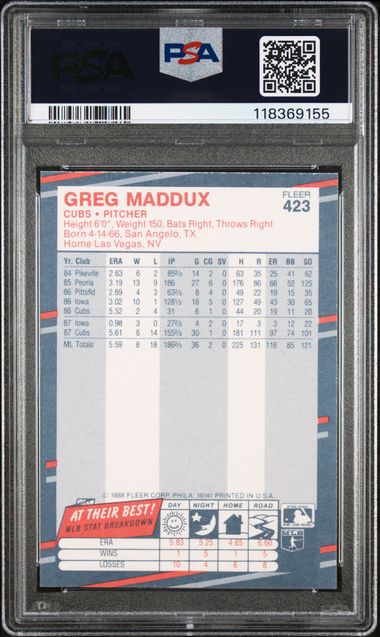 PSA
PSA
118369155
GREG MADDUX
CUBS • PITCHER
FLEER
423
Height 6'0", Weight 150, Bats Right, Throws Right
Born 4-14-66, San Angelo, TX
Home Las Vegas, NV
Yr. Club ERA W L IP G CG SV H R ER BB SO
84 Pikeville 2.63 6 2 85⅔ 14 2 0 63 35 25 41 62
85 Peoria 3.19 13 9 186 27 6 0 176 86 66 52 125
86 Pittsfld 2.69 4 3 63⅔ 8 4 0 49 22 19 15 35
86 Iowa 3.02 10 1 128⅓ 18 5 0 127 49 43 30 65
86 Cubs 5.52 2 4 31 6 1 0 44 20 19 11 20
87 Iowa 0.98 3 0 27⅔ 4 2 0 17 3 3 12 22
87 Cubs 5.61 6 14 155⅔ 30 1 0 181 111 97 74 101
ML Totals 5.59 8 18 186⅔ 36 2 0 225 131 116 85 121
© 1988 FLEER CORP. PHILA. 19141 PRINTED IN U.S.A.
AT THEIR BEST!
MLB STAT BREAKDOWN
DAY NIGHT HOME ROAD
ERA 5.83 5.25 4.65 6.60
WINS 1 5 1 5
LOSSES 10 4 6 8